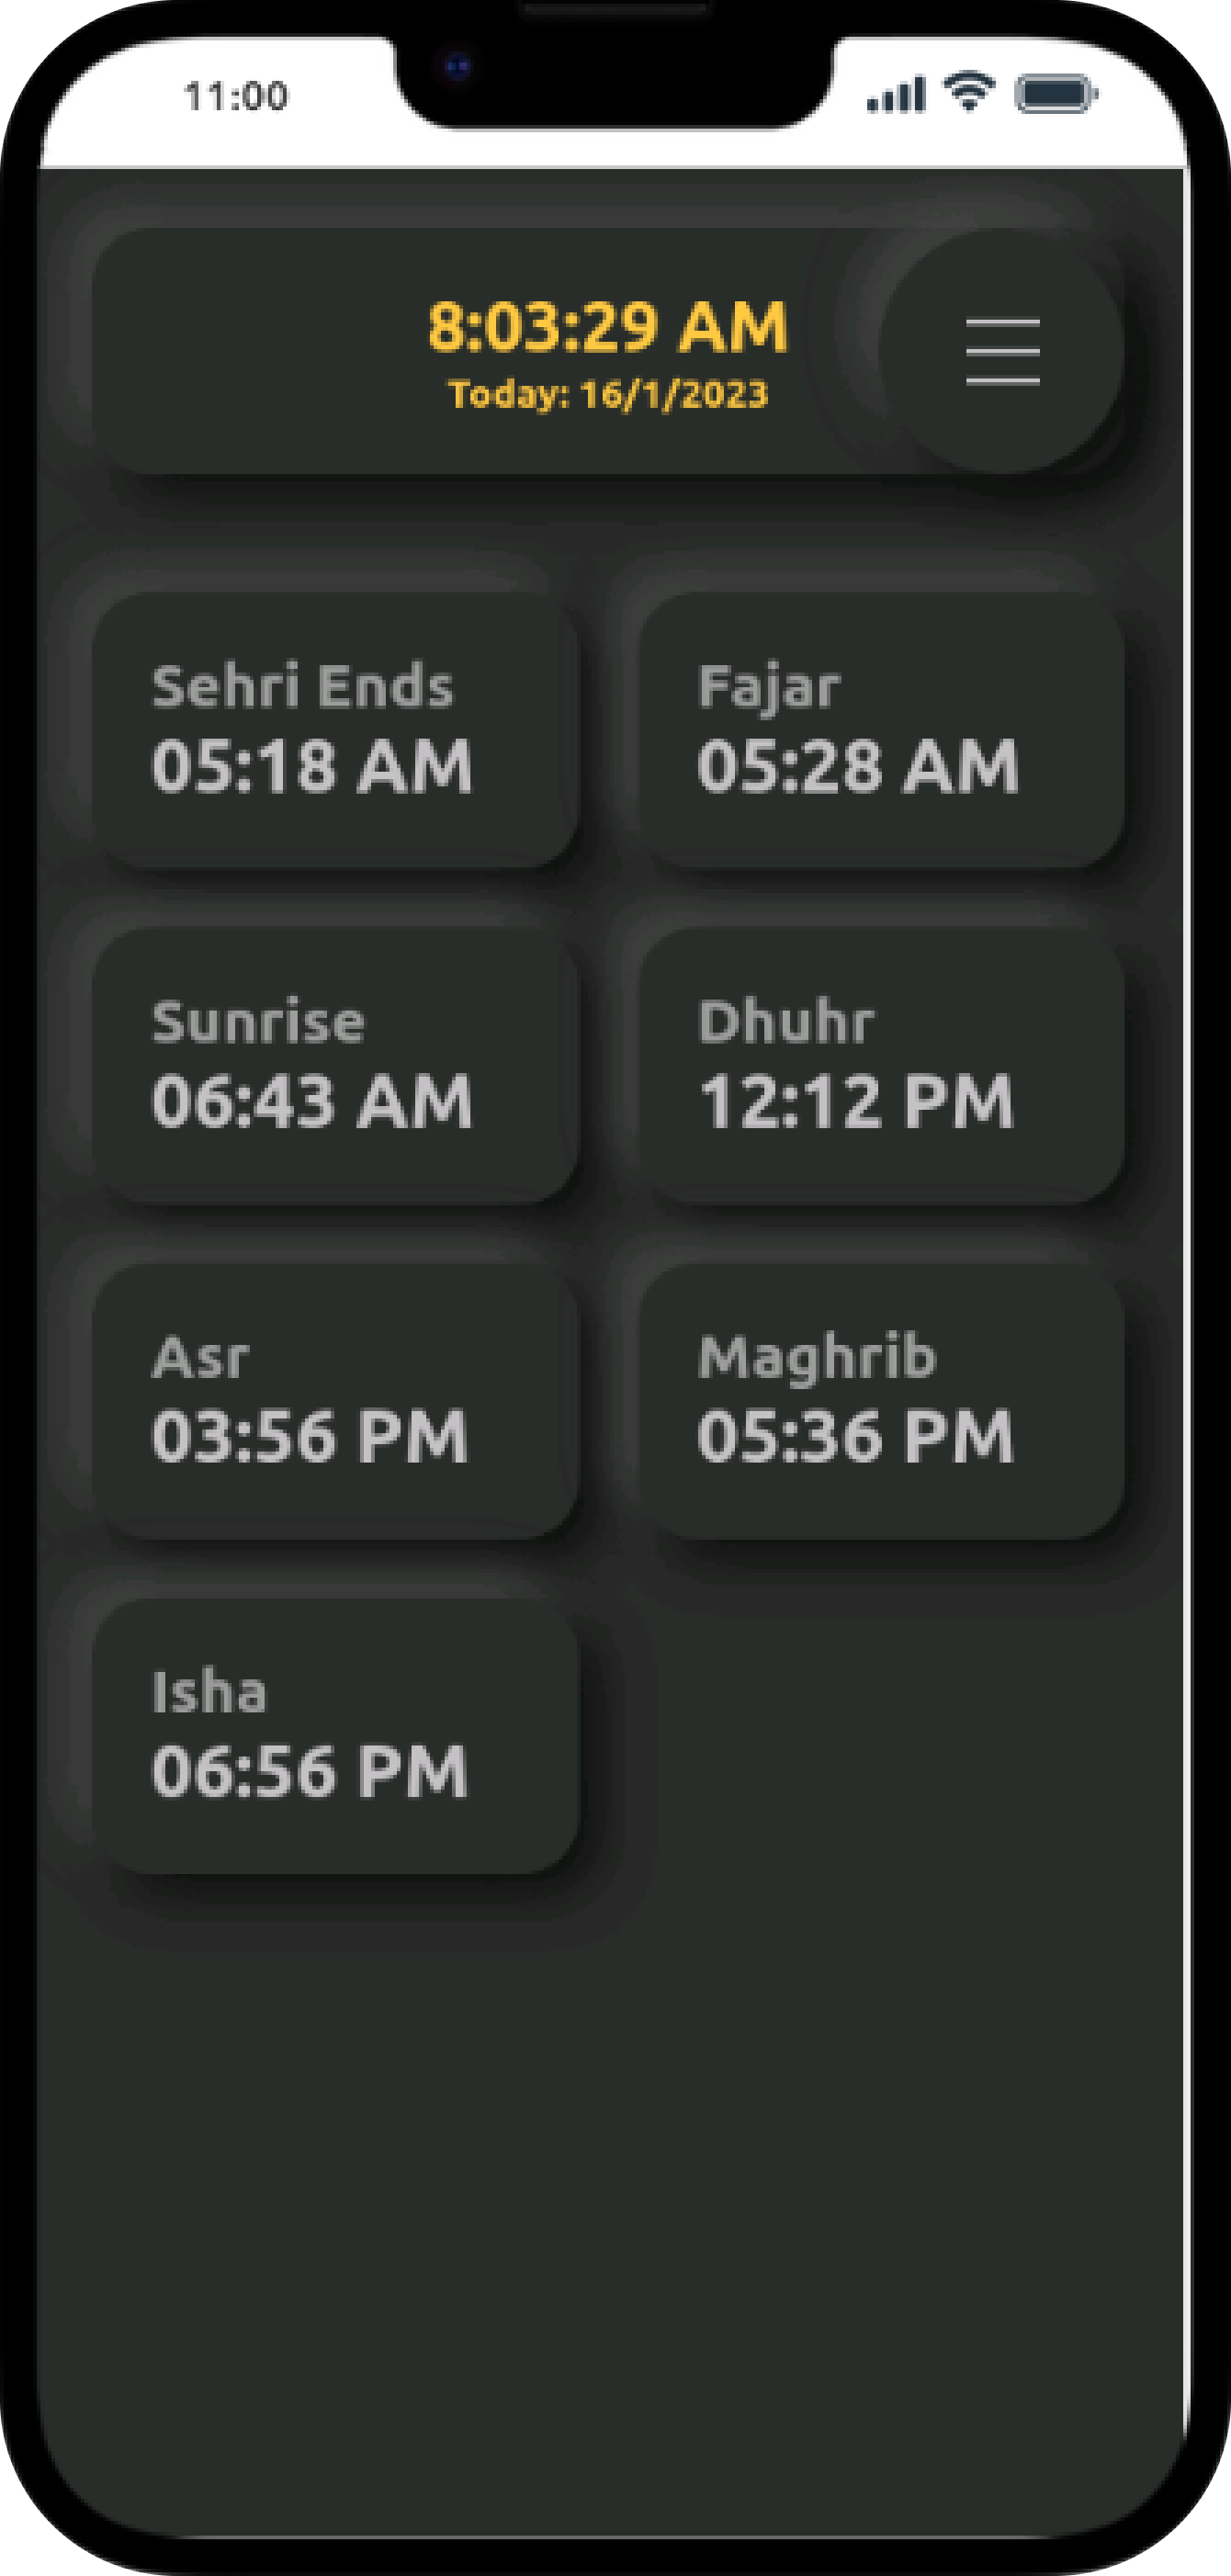 11:00
8:03:29 AM
Today: 16/1/2023
Sehri Ends
05:18 AM
Fajar
05:28 AM
Sunrise
06:43 AM
Dhuhr
12:12 PM
Asr
03:56 PM
Maghrib
05:36 PM
Isha
06:56 PM